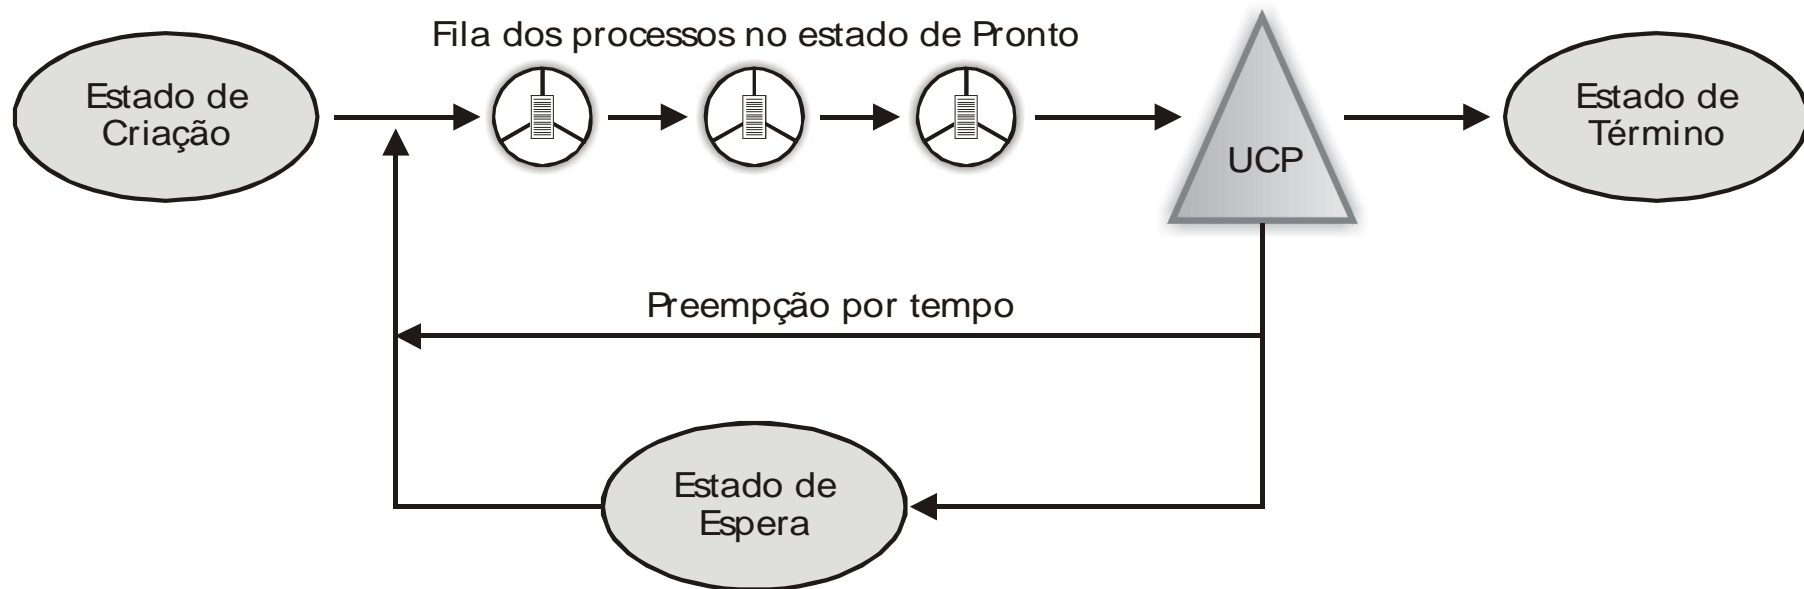 Fila dos processos no estado de Pronto
Estado de
Criação
UCP
Estado de
Término
Preempção por tempo
Estado de
Espera